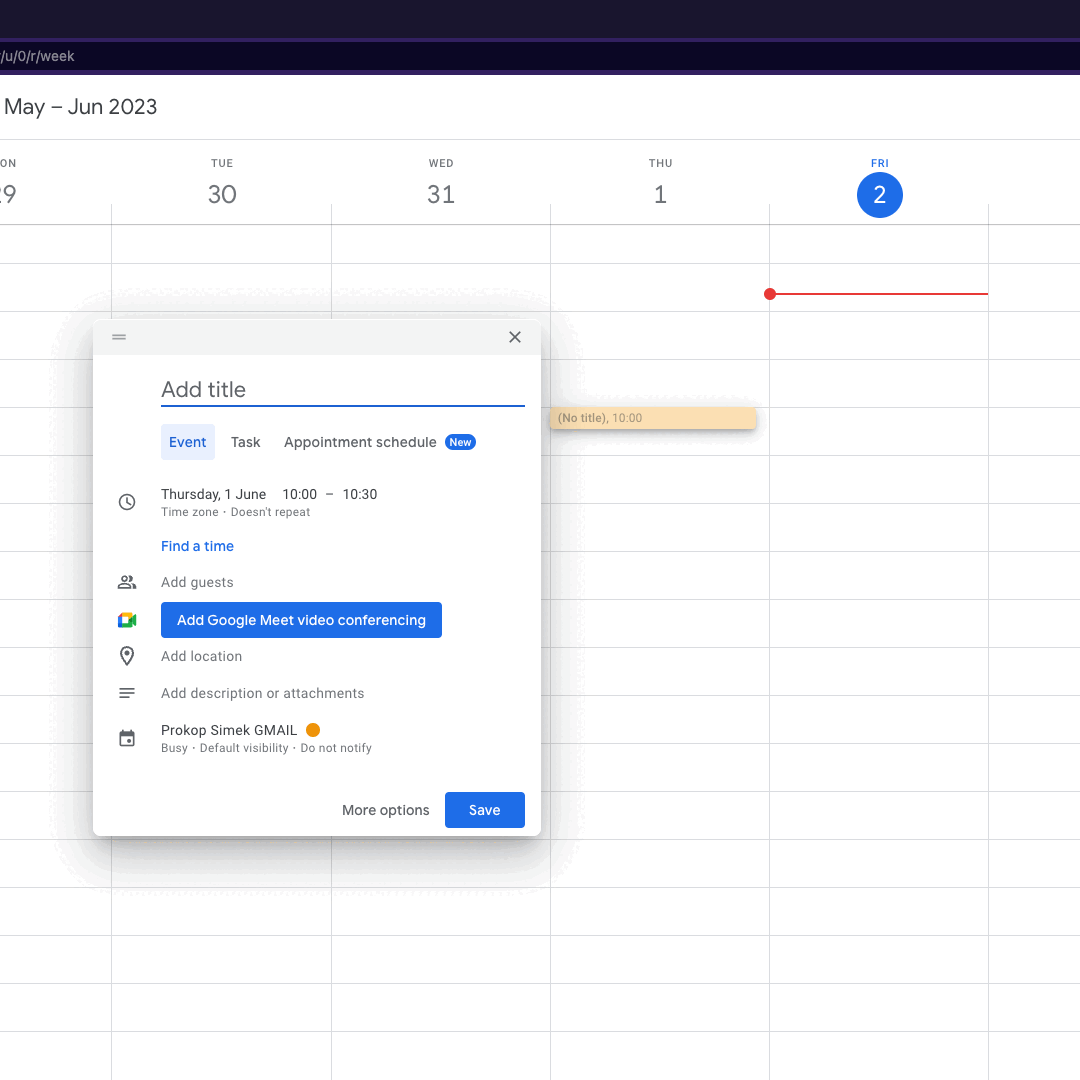 /u/0/r/week
May – Jun 2023
ON TUE WED THU FRI
29 30 31 1 2
Add title
(No title), 10:00
Event Task Appointment schedule New
Thursday, 1 June 10:00 – 10:30
Time zone · Doesn't repeat
Find a time
Add guests
Add Google Meet video conferencing
Add location
Add description or attachments
Prokop Simek GMAIL
Busy · Default visibility · Do not notify
More options Save